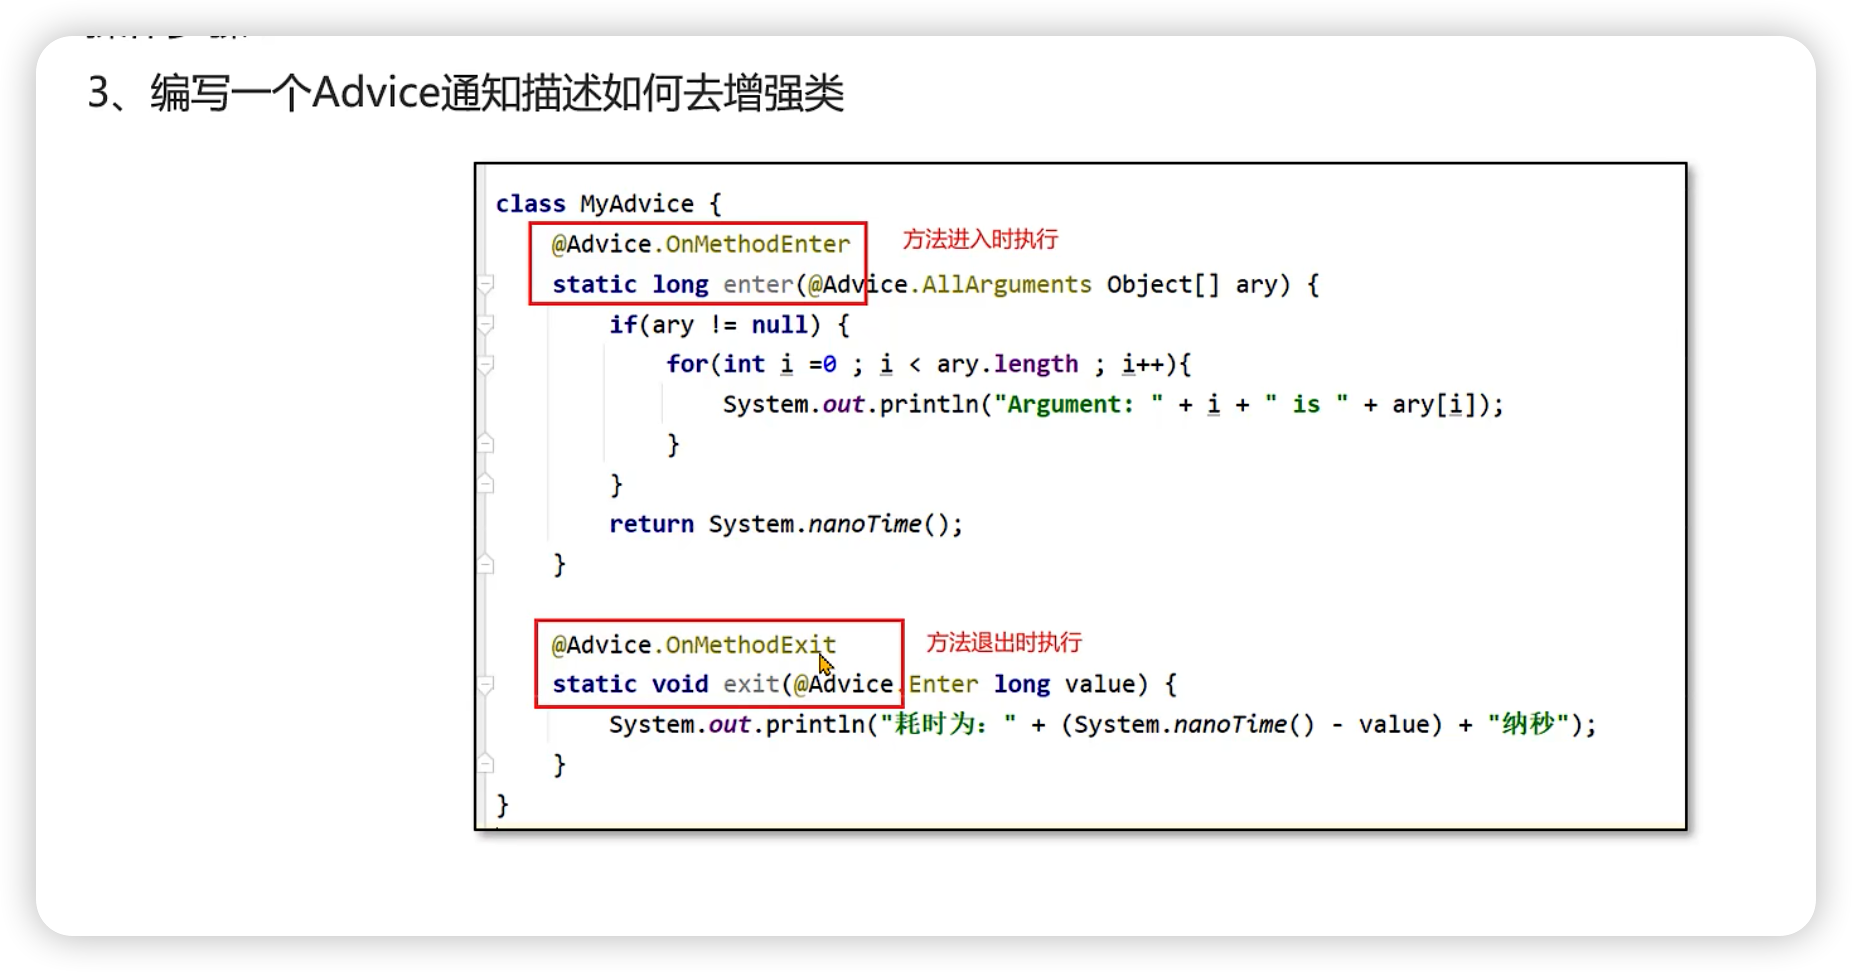 3、编写一个Advice通知描述如何去增强类
class MyAdvice {
@Advice.OnMethodEnter 方法进入时执行
static long enter(@Advice.AllArguments Object[] ary) {
if(ary != null) {
for(int i =0 ; i < ary.length ; i++){
System.out.println("Argument: " + i + " is " + ary[i]);
}
}
return System.nanoTime();
}
@Advice.OnMethodExit 方法退出时执行
static void exit(@Advice.Enter long value) {
System.out.println("耗时为：" + (System.nanoTime() - value) + "纳秒");
}
}